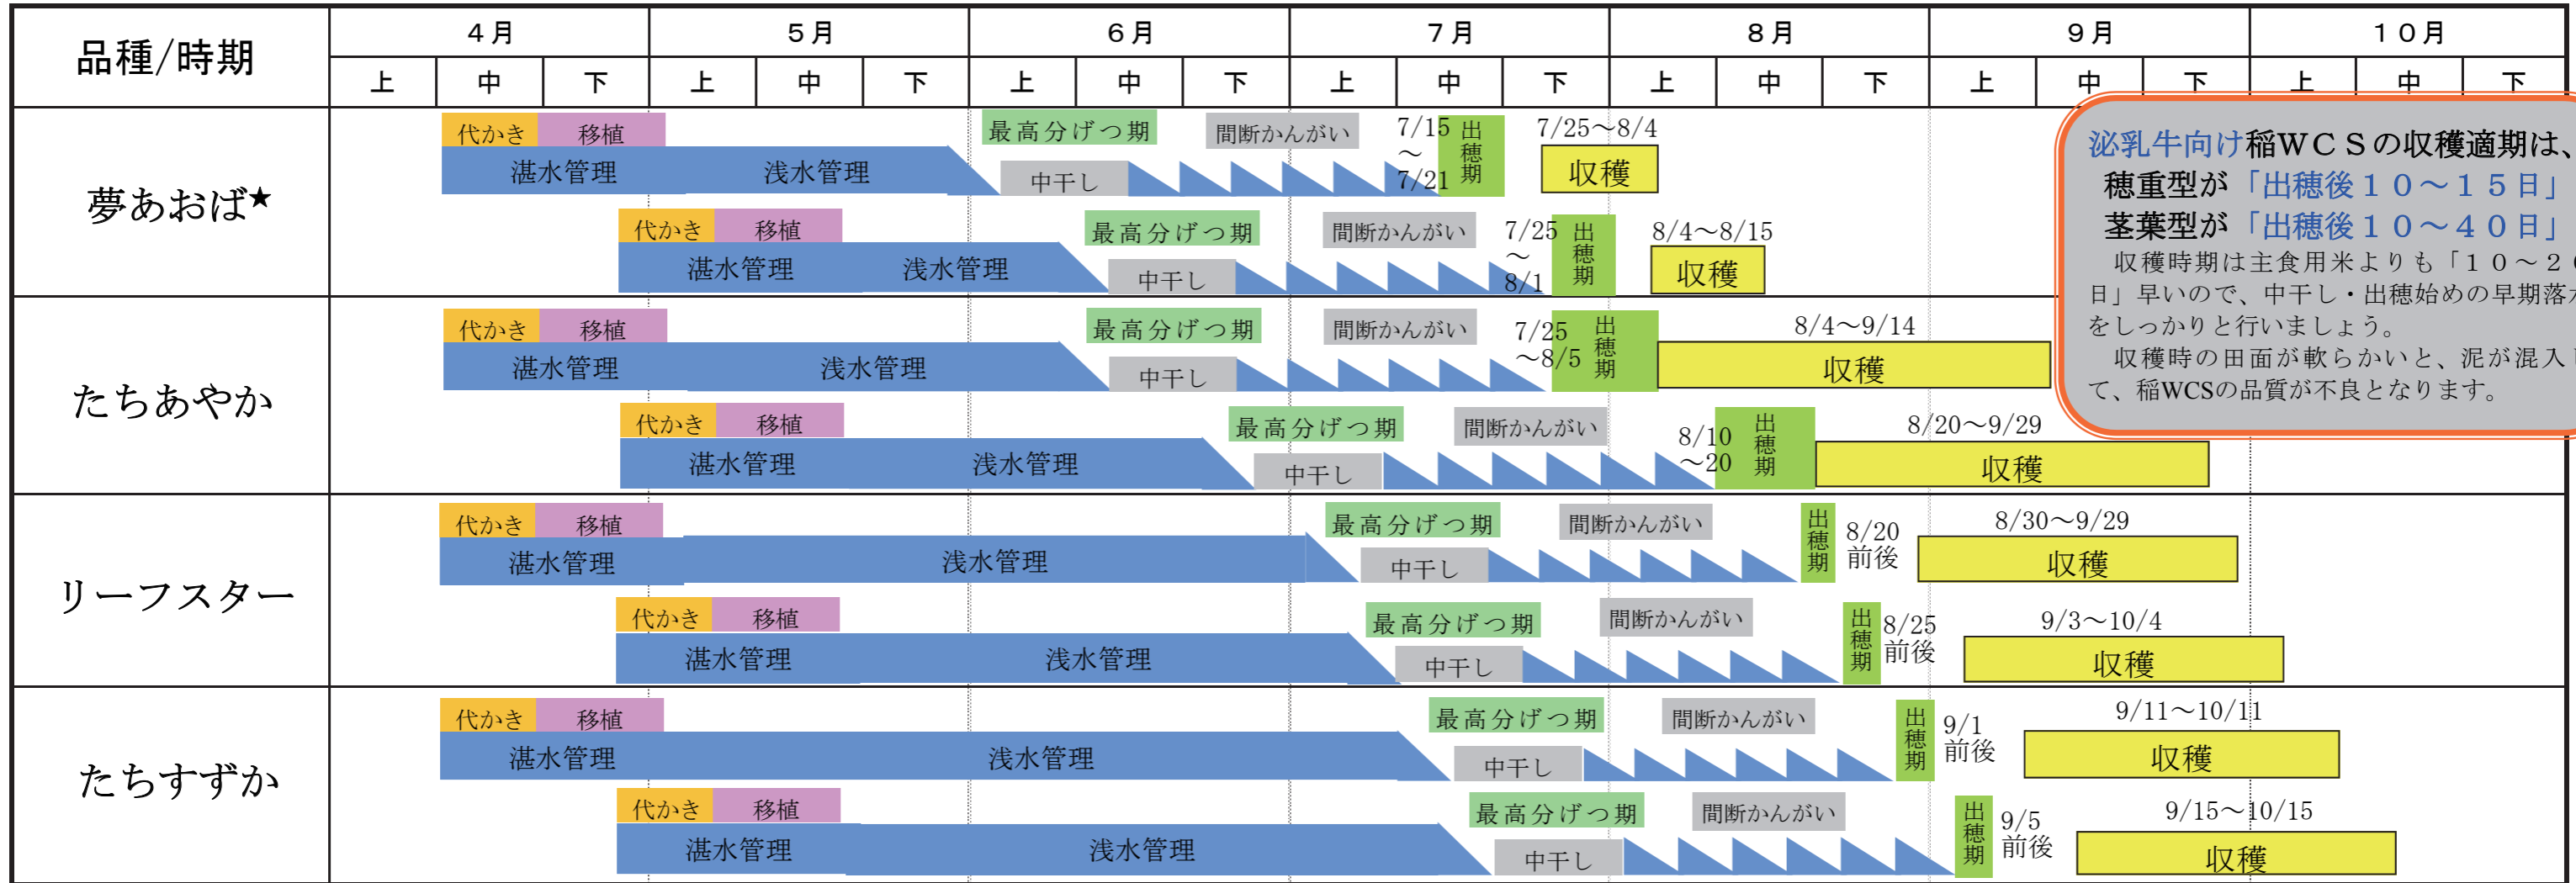 品種/時期
４月 ５月 ６月 ７月 ８月 ９月 １０月
上 中 下 上 中 下 上 中 下 上 中 下 上 中 下 上 中 下 上 中 下
夢あおば★
代かき 移植 最高分げつ期 間断かんがい 7/15 ～ 7/21 出穂期 7/25～8/4
湛水管理 浅水管理 中干し 収穫
代かき 移植 最高分げつ期 間断かんがい 7/25 ～ 8/1 出穂期 8/4～8/15
湛水管理 浅水管理 中干し 収穫
たちあやか
代かき 移植 最高分げつ期 間断かんがい 7/25 ～8/5 出穂期 8/4～9/14
湛水管理 浅水管理 中干し 収穫
代かき 移植 最高分げつ期 間断かんがい 8/10 ～20 出穂期 8/20～9/29
湛水管理 浅水管理 中干し 収穫
リーフスター
代かき 移植 最高分げつ期 間断かんがい 出穂期 8/20 前後 8/30～9/29
湛水管理 浅水管理 中干し 収穫
代かき 移植 最高分げつ期 間断かんがい 出穂期 8/25 前後 9/3～10/4
湛水管理 浅水管理 中干し 収穫
たちすずか
代かき 移植 最高分げつ期 間断かんがい 出穂期 9/1 前後 9/11～10/11
湛水管理 浅水管理 中干し 収穫
代かき 移植 最高分げつ期 間断かんがい 出穂期 9/5 前後 9/15～10/15
湛水管理 浅水管理 中干し 収穫
泌乳牛向け稲ＷＣＳの収穫適期は、
穂重型が「出穂後１０～１５日」
茎葉型が「出穂後１０～４０日」
収穫時期は主食用米よりも「１０～２
日」早いので、中干し・出穂始めの早期落
をしっかりと行いましょう。
収穫時の田面が軟らかいと、泥が混入
て、稲WCSの品質が不良となります。